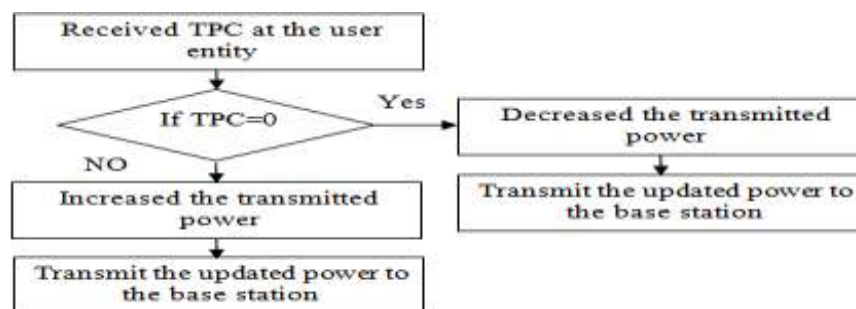 Received TPC at the user
entity
If TPC=0
Yes
Decreased the transmitted
power
Transmit the updated power to
the base station
NO
Increased the transmitted
power
Transmit the updated power to
the base station